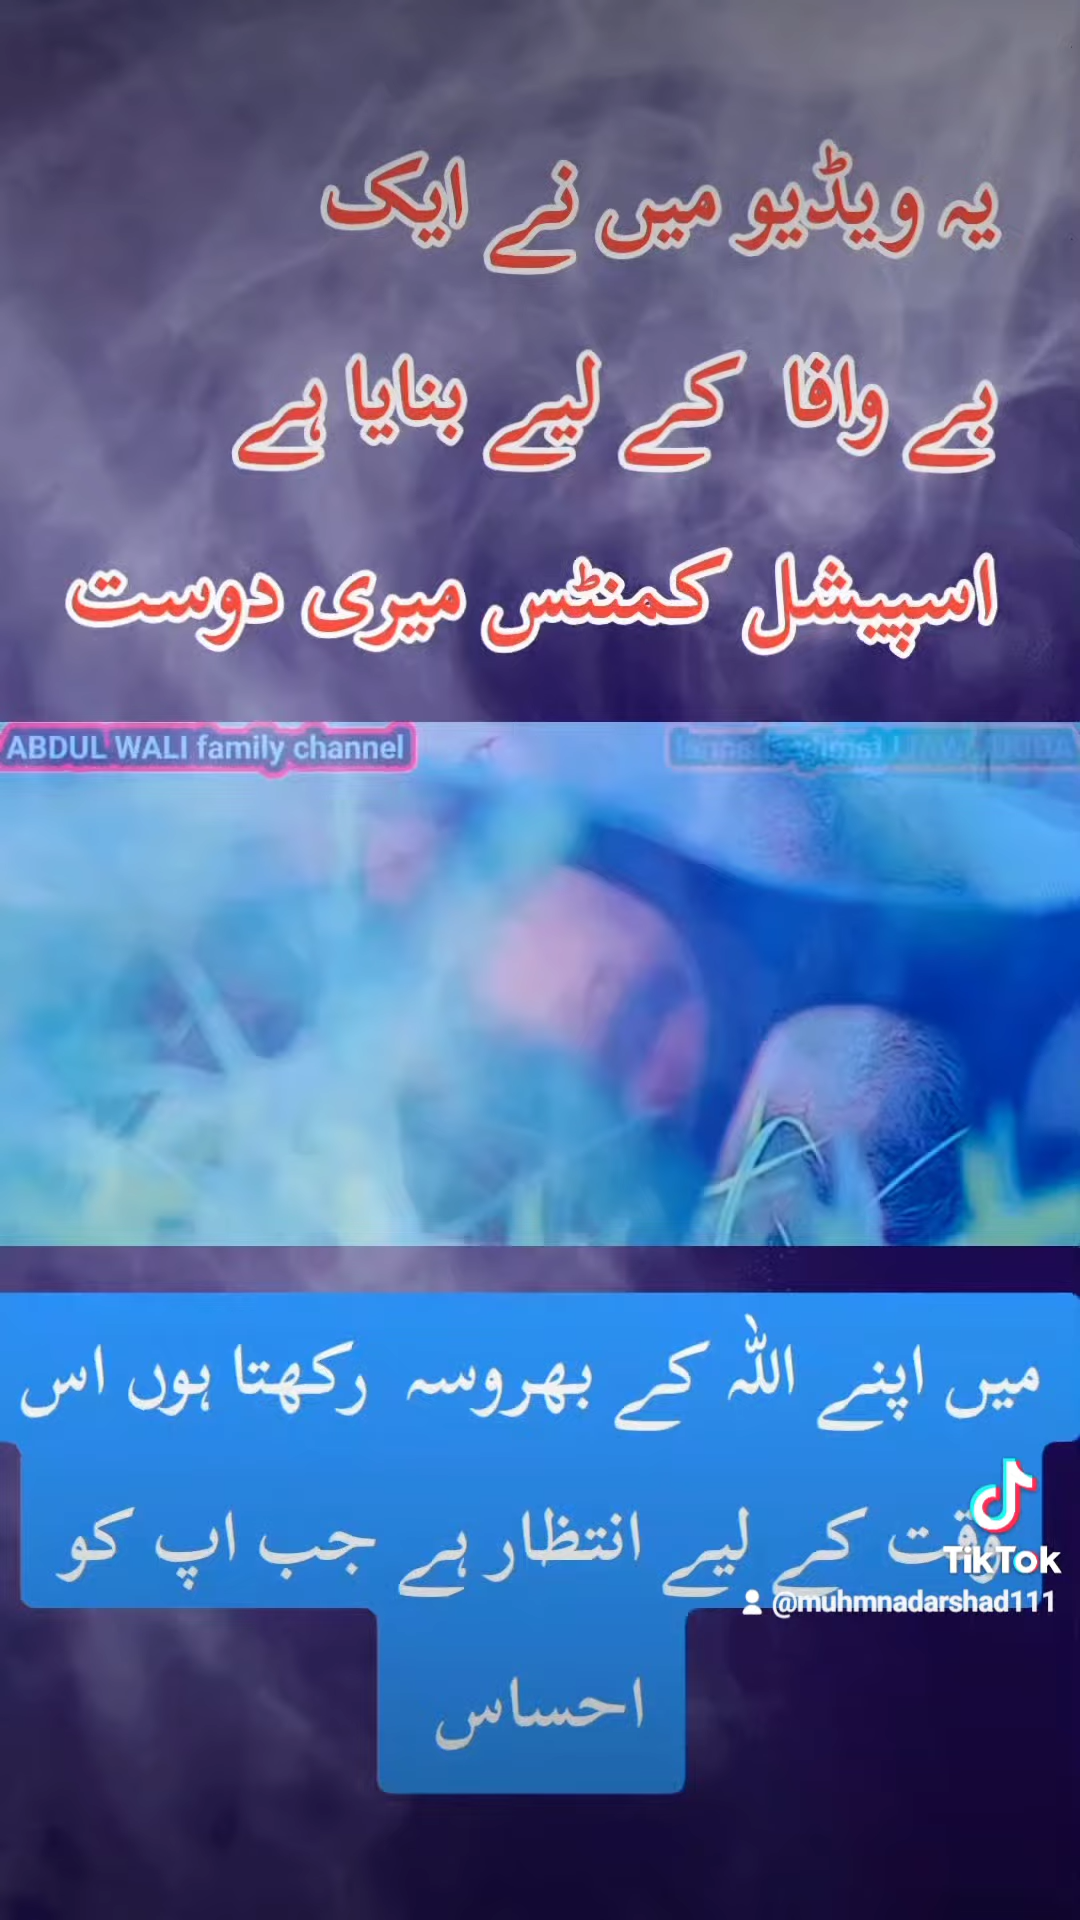 یہ ویڈیو میں نے ایک
بے وافا کے لیے بنایا ہے
اسپیشل کمنٹس میری دوست
ABDUL WALI family channel
میں اپنے اللہ کے بھروسہ رکھتا ہوں اس
وقت کے لیے انتظار ہے جب اپ کو
احساس
TikTok
@muhmnadarshad111